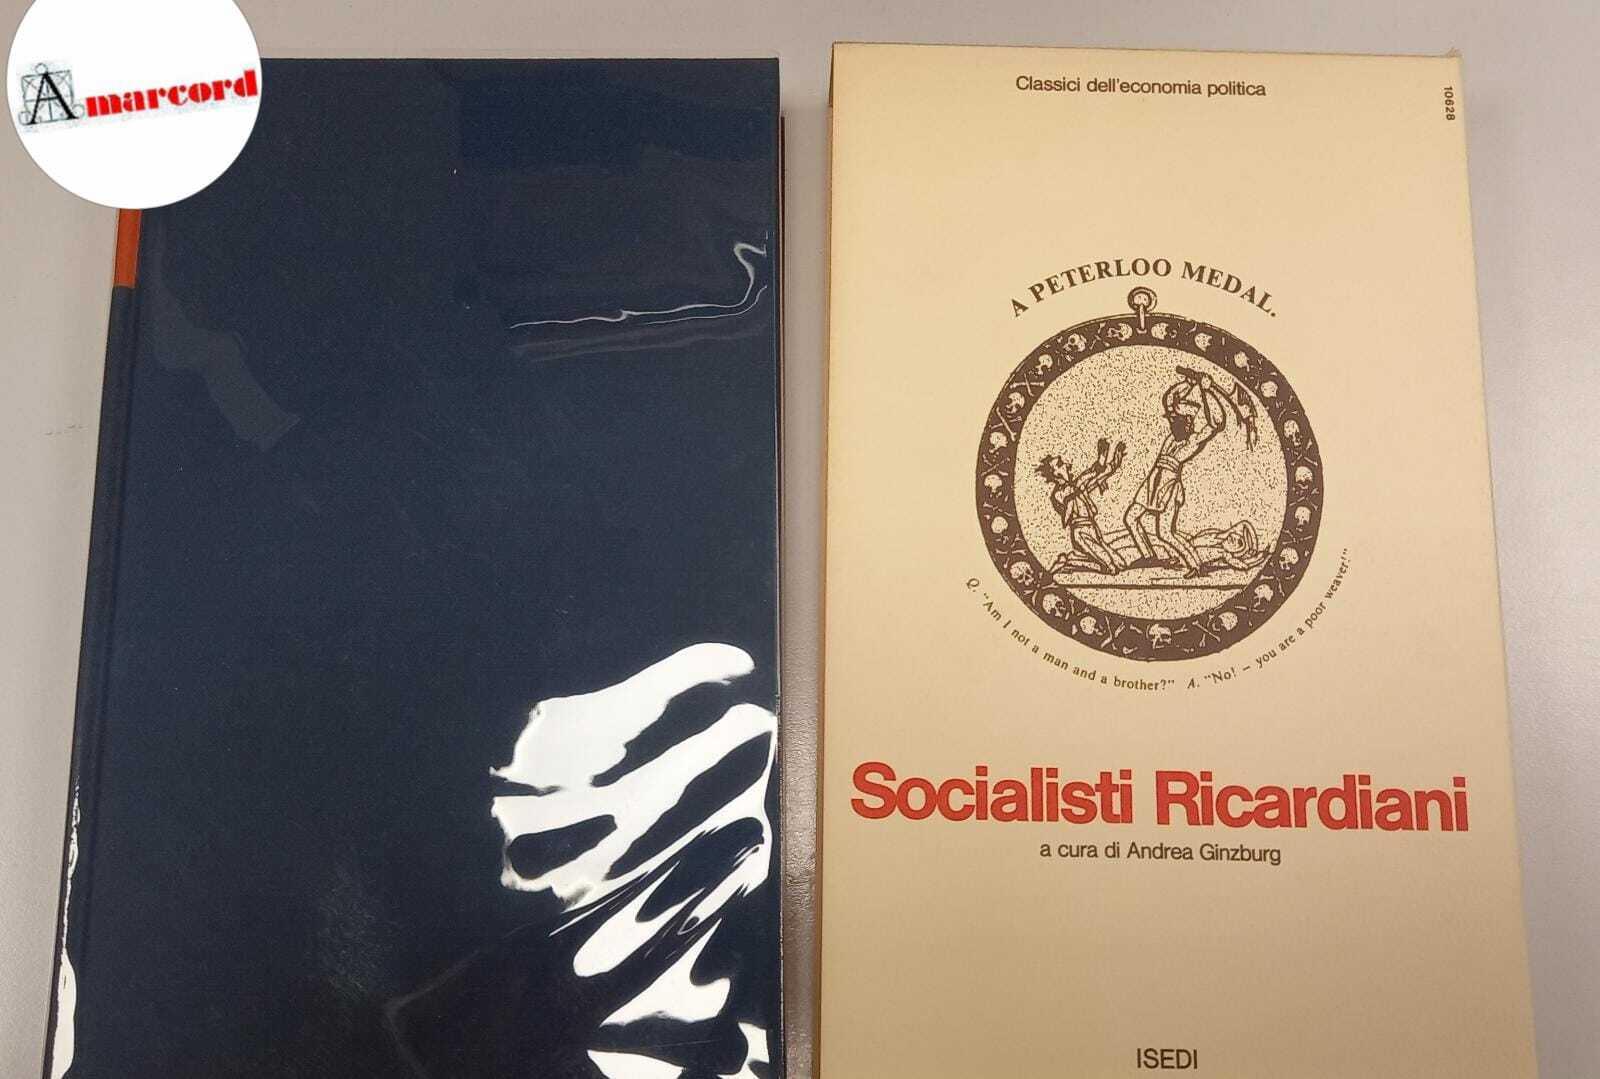 Amarcord
Classici dell'economia politica
10628
A PETERLOO MEDAL.
Q. "Am I not a man and a brother?" A. "No! – you are a poor weaver!"
Socialisti Ricardiani
a cura di Andrea Ginzburg
ISEDI